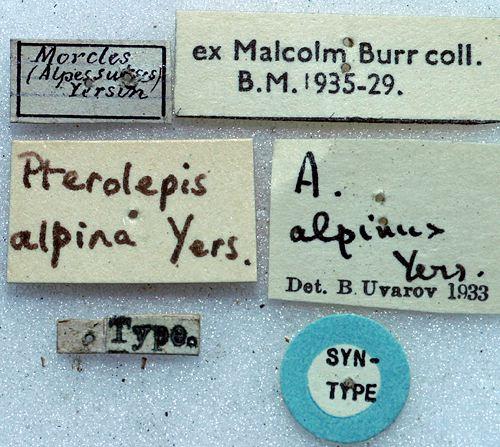 Morcles
(Alpes suisses)
Yersin
ex Malcolm Burr coll.
B.M. 1935-29.
Pterolepis
alpina Yers.
A.
alpinus
Yers.
Det. B. Uvarov 1933
Type.
SYN-
TYPE